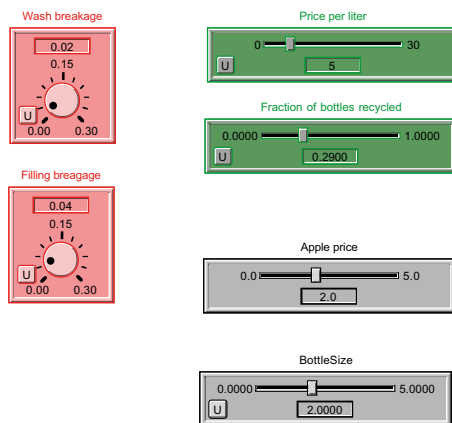 Wash breakage
0.02
0.15
U
0.00 0.30
Filling breagage
0.04
0.15
U
0.00 0.30
Price per liter
0 30
U 5
Fraction of bottles recycled
0.0000 1.0000
U 0.2900
Apple price
0.0 5.0
2.0
BottleSize
0.0000 5.0000
U 2.0000